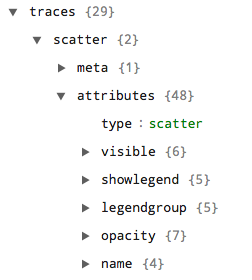 traces {29}
scatter {2}
meta {1}
attributes {48}
type : scatter
visible {6}
showlegend {5}
legendgroup {5}
opacity {7}
name {4}